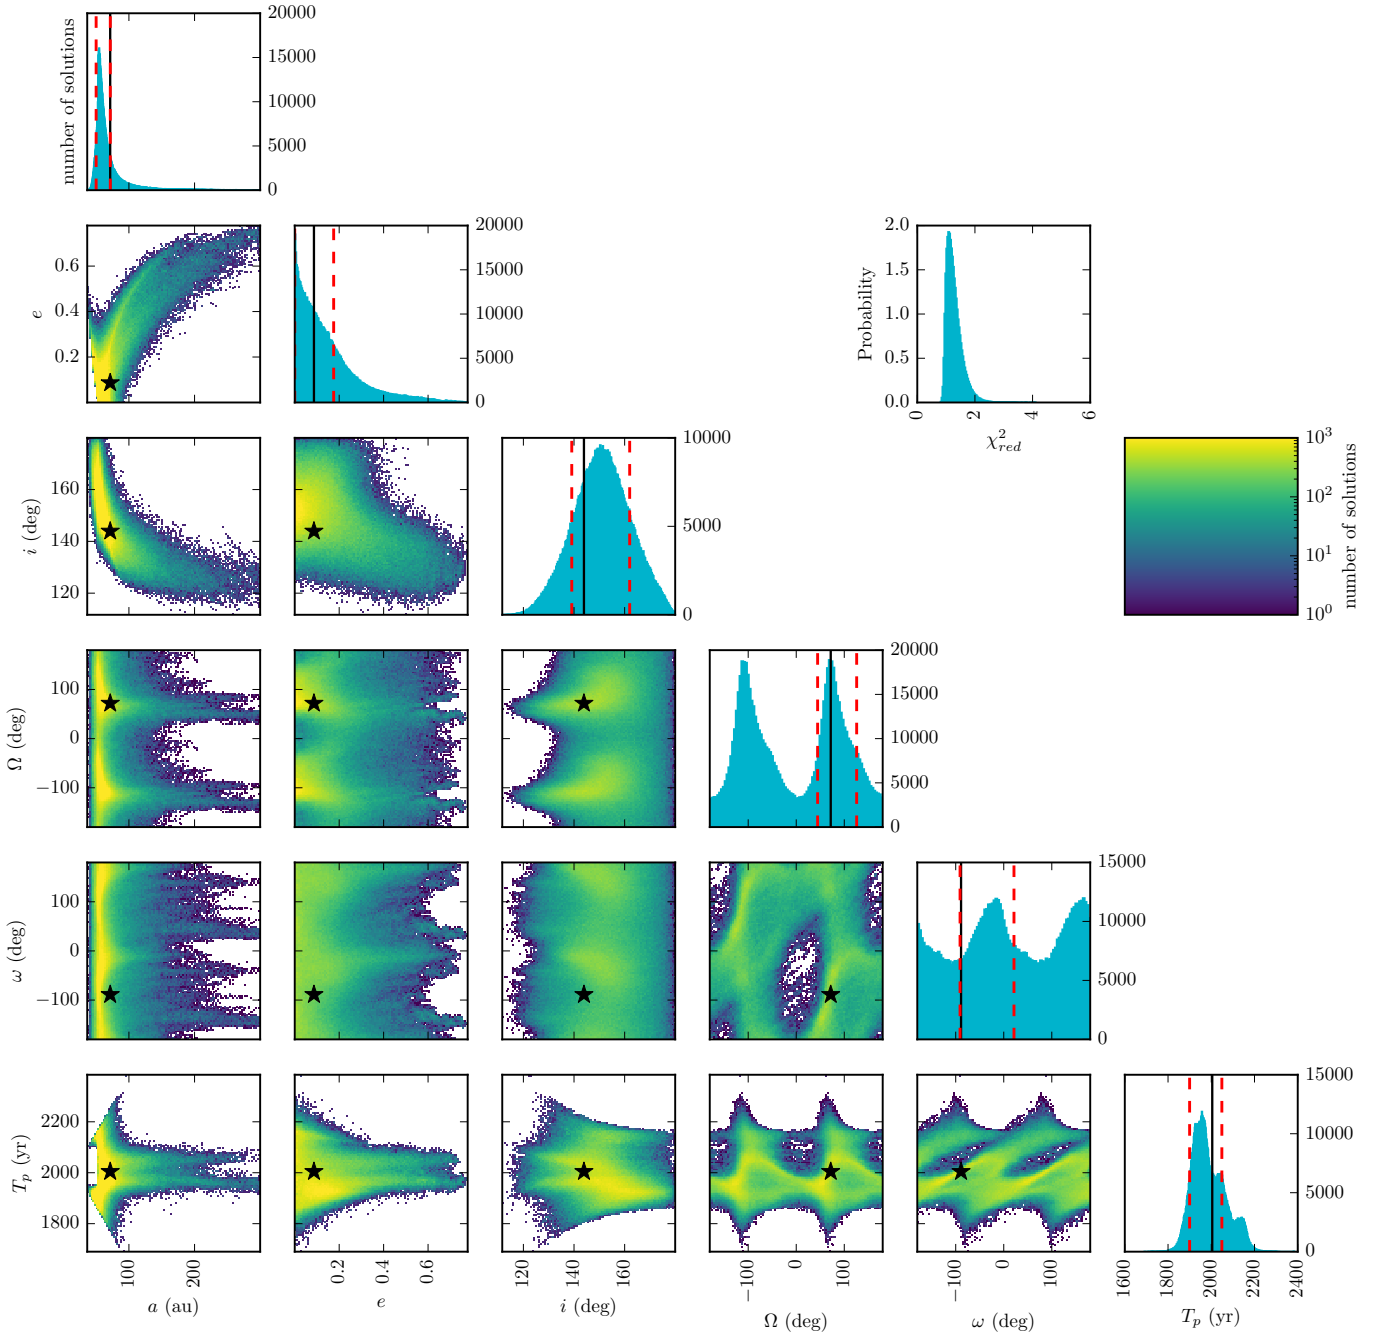 number of solutions
20000
15000
10000
5000
0
0.6
0.4
0.2
e
20000
15000
10000
5000
0
Probability
2.0
1.5
1.0
0.5
0.0
0 2 4 6
χ²red
160
140
120
i (deg)
10000
5000
0
10³
10²
10¹
10⁰
number of solutions
100
0
−100
Ω (deg)
20000
15000
10000
5000
0
100
0
−100
ω (deg)
15000
10000
5000
0
2200
2000
1800
Tp (yr)
15000
10000
5000
0
100 200
a (au)
0.2 0.4 0.6
e
120 140 160
i (deg)
−100 0 100
Ω (deg)
−100 0 100
ω (deg)
1600 1800 2000 2200 2400
Tp (yr)